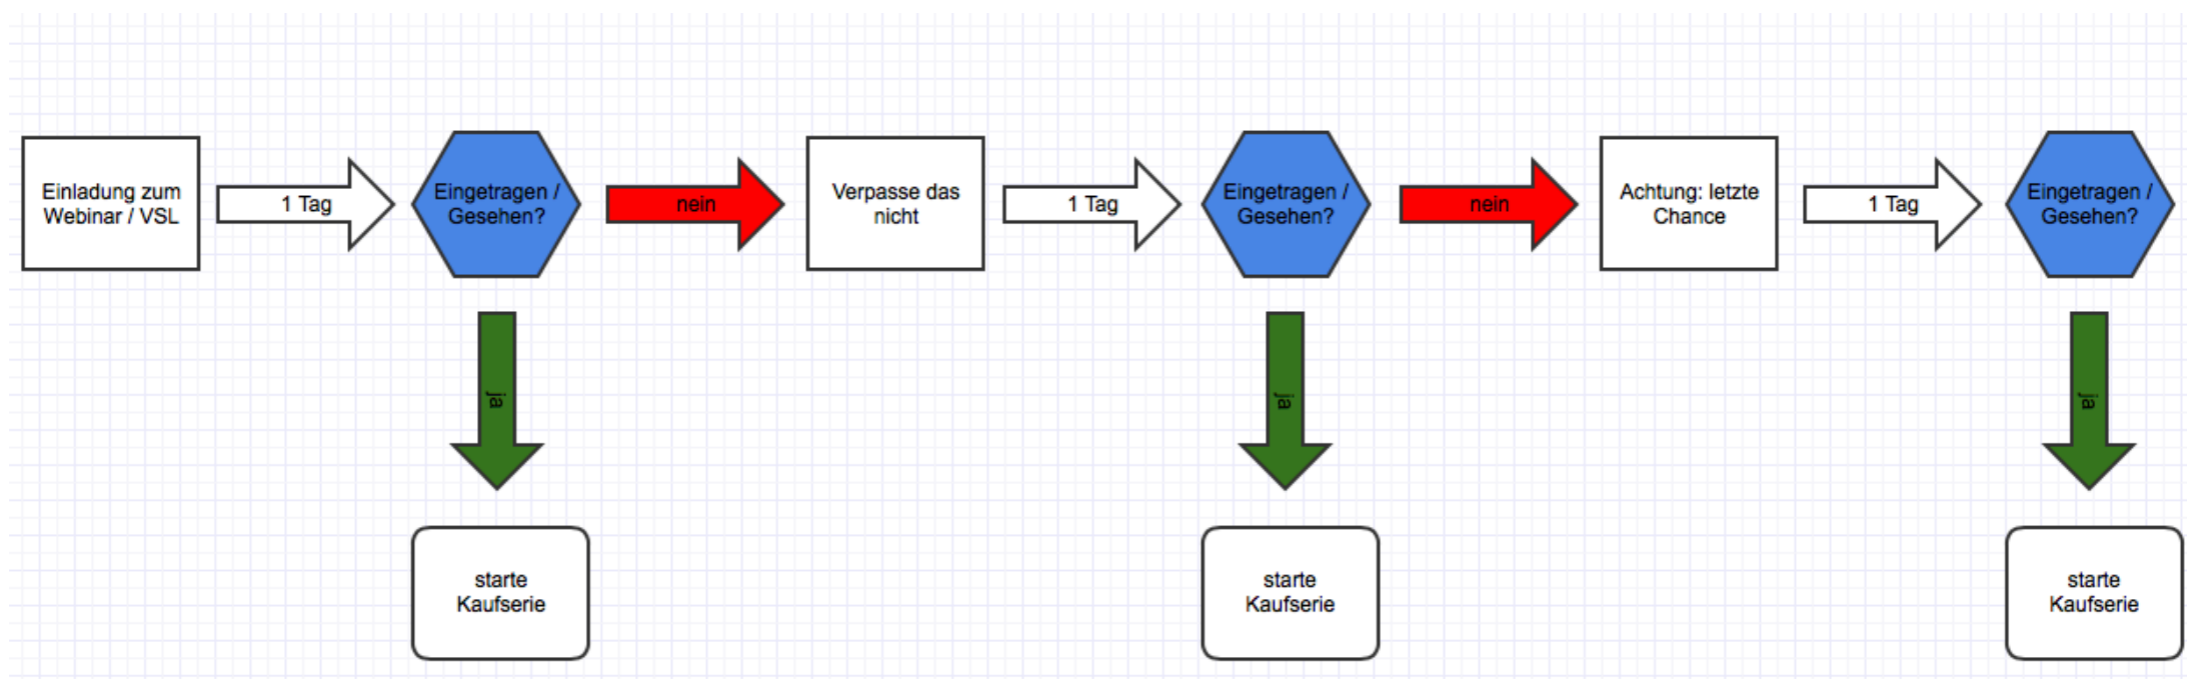 Einladung zum
Webinar / VSL
1 Tag
Eingetragen /
Gesehen?
nein
Verpasse das
nicht
1 Tag
Eingetragen /
Gesehen?
nein
Achtung: letzte
Chance
1 Tag
Eingetragen /
Gesehen?
ja
ja
ja
starte
Kaufserie
starte
Kaufserie
starte
Kaufserie